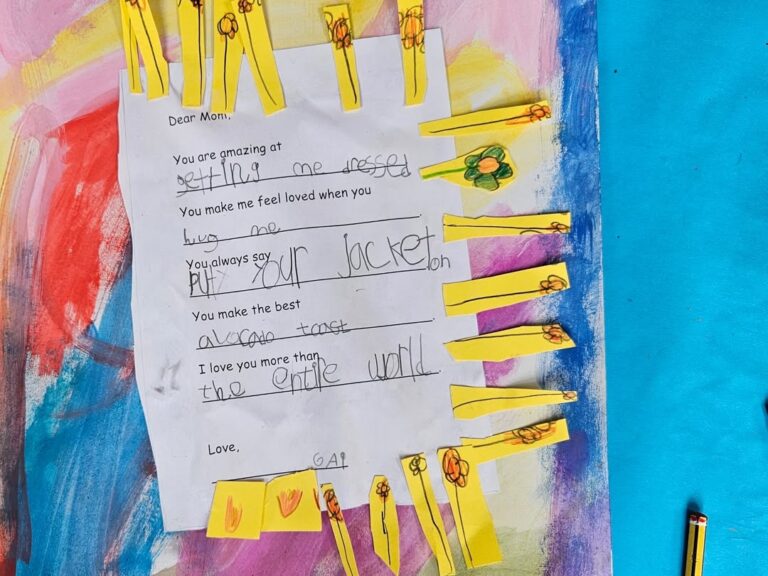 Dear Mom,
You are amazing at
getting me dressed
You make me feel loved when you
hug me
You always say
put your jacket on
You make the best
avocado toast
I love you more than
the entire world
Love,